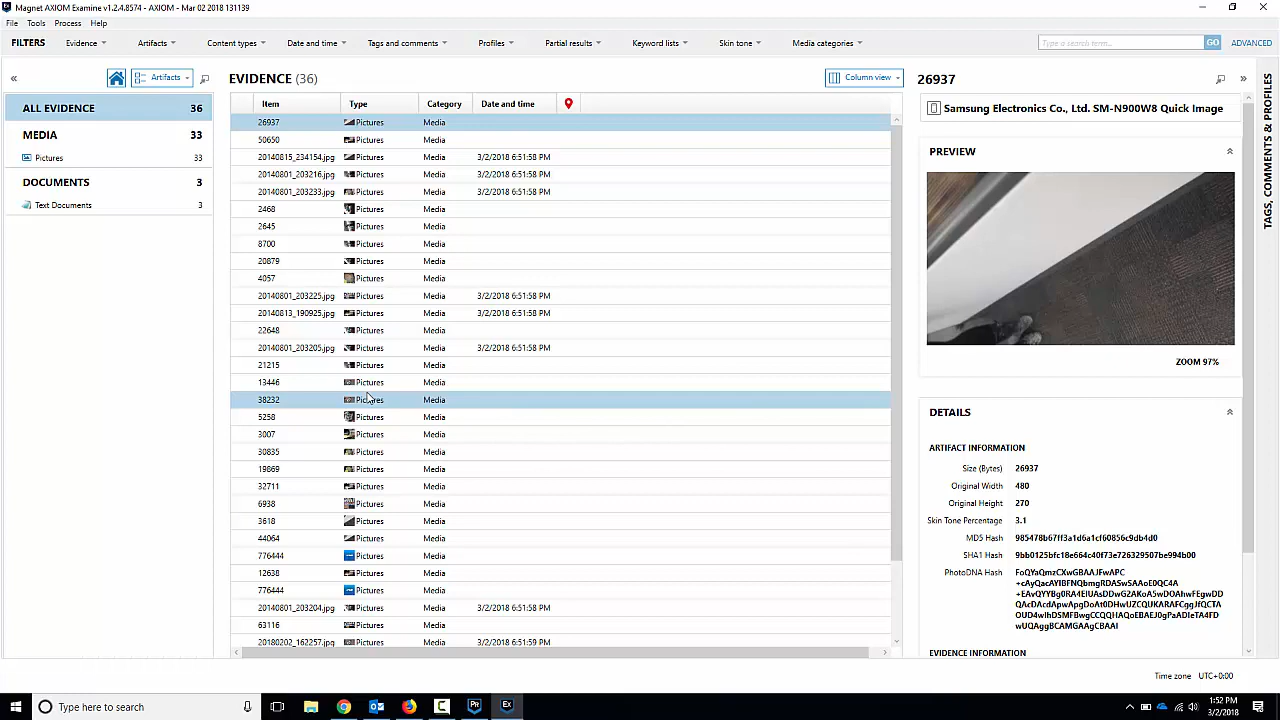 Magnet AXIOM Examine v1.2.4.8574 - AXIOM - Mar 02 2018 131139
File Tools Process Help
FILTERS Evidence Artifacts Content types Date and time Tags and comments Profiles Partial results Keyword lists Skin tone Media categories Type a search term... GO ADVANCED
« Artifacts EVIDENCE (36) Column view 26937 »
Item Type Category Date and time
Samsung Electronics Co., Ltd. SM-N900W8 Quick Image
ALL EVIDENCE 36
MEDIA 33
Pictures 33
DOCUMENTS 3
Text Documents 3
26937 Pictures Media
50650 Pictures Media
20140815_234154.jpg Pictures Media 3/2/2018 6:51:58 PM
20140801_203216.jpg Pictures Media 3/2/2018 6:51:58 PM
20140801_203233.jpg Pictures Media 3/2/2018 6:51:58 PM
2468 Pictures Media
2645 Pictures Media
8700 Pictures Media
20879 Pictures Media
4057 Pictures Media
20140801_203225.jpg Pictures Media 3/2/2018 6:51:58 PM
20140813_190925.jpg Pictures Media 3/2/2018 6:51:58 PM
22648 Pictures Media
20140801_203205.jpg Pictures Media 3/2/2018 6:51:58 PM
21215 Pictures Media
13446 Pictures Media
38232 Pictures Media
5258 Pictures Media
3007 Pictures Media
30835 Pictures Media
19869 Pictures Media
32711 Pictures Media
6938 Pictures Media
3618 Pictures Media
44064 Pictures Media
776444 Pictures Media
12638 Pictures Media
776444 Pictures Media
20140801_203204.jpg Pictures Media 3/2/2018 6:51:58 PM
63116 Pictures Media
20180202_162257.jpg Pictures Media 3/2/2018 6:51:59 PM
PREVIEW
ZOOM 97%
DETAILS
ARTIFACT INFORMATION
Size (Bytes) 26937
Original Width 480
Original Height 270
Skin Tone Percentage 3.1
MD5 Hash 985478b67ff3a1d6a1cf60856c9db4d0
SHA1 Hash 9bb0125bfc18e664c40f73e726329507be994b00
PhotoDNA Hash
EVIDENCE INFORMATION
TAGS, COMMENTS & PROFILES
Time zone UTC+0:00
Type here to search
Ex
1:52 PM
3/2/2018